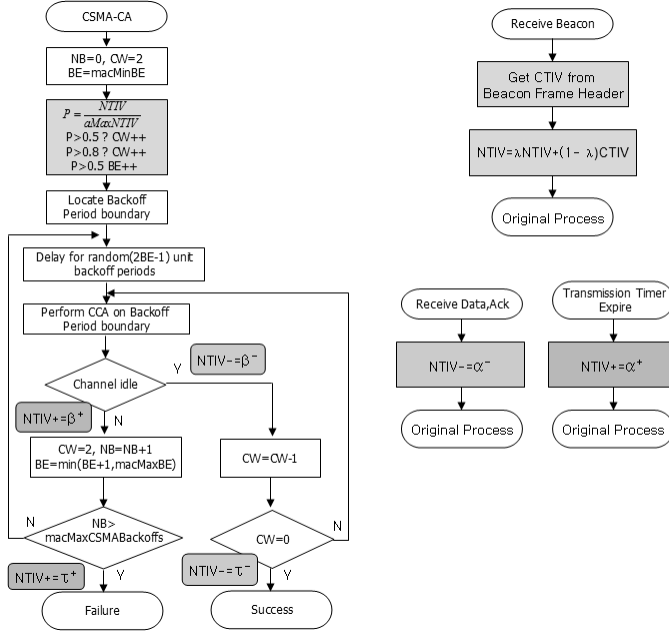 CSMA-CA
NB=0, CW=2
BE=macMinBE
P = NTIV / aMaxNTIV
P>0.5 ? CW++
P>0.8 ? CW++
P>0.5 BE++
Locate Backoff
Period boundary
Delay for random(2BE-1) unit
backoff periods
Perform CCA on Backoff
Period boundary
NTIV-=β⁻
Y
Channel idle
NTIV+=β⁺
N
CW=2, NB=NB+1
BE=min(BE+1,macMaxBE)
CW=CW-1
N
NB>
macMaxCSMABackoffs
N
CW=0
NTIV+=τ⁺
Y
NTIV-=τ⁻
Y
Failure
Success
Receive Beacon
Get CTIV from
Beacon Frame Header
NTIV=λNTIV+(1- λ)CTIV
Original Process
Receive Data,Ack
NTIV-=α⁻
Original Process
Transmission Timer
Expire
NTIV+=α⁺
Original Process